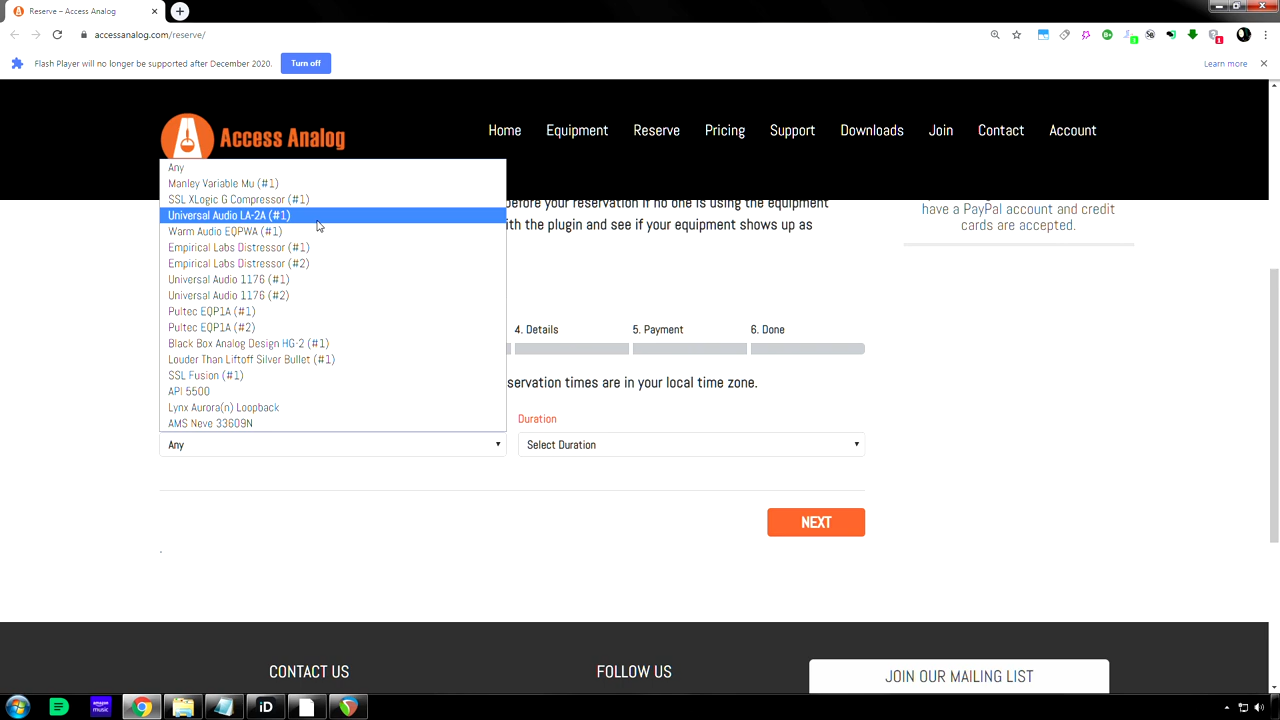 Reserve – Access Analog
accessanalog.com/reserve/
Flash Player will no longer be supported after December 2020.
Turn off
Learn more
Access Analog
Home
Equipment
Reserve
Pricing
Support
Downloads
Join
Contact
Account
Any
Manley Variable Mu (#1)
SSL XLogic G Compressor (#1)
Universal Audio LA-2A (#1)
Warm Audio EQPWA (#1)
Empirical Labs Distressor (#1)
Empirical Labs Distressor (#2)
Universal Audio 1176 (#1)
Universal Audio 1176 (#2)
Pultec EQP1A (#1)
Pultec EQP1A (#2)
Black Box Analog Design HG-2 (#1)
Louder Than Liftoff Silver Bullet (#1)
SSL Fusion (#1)
API 5500
Lynx Aurora(n) Loopback
AMS Neve 33609N
before your reservation if no one is using the equipment
with the plugin and see if your equipment shows up as
have a PayPal account and credit
cards are accepted.
4. Details
5. Payment
6. Done
servation times are in your local time zone.
Duration
Any
Select Duration
NEXT
.
CONTACT US
FOLLOW US
JOIN OUR MAILING LIST
amazon
music
iD
1
1